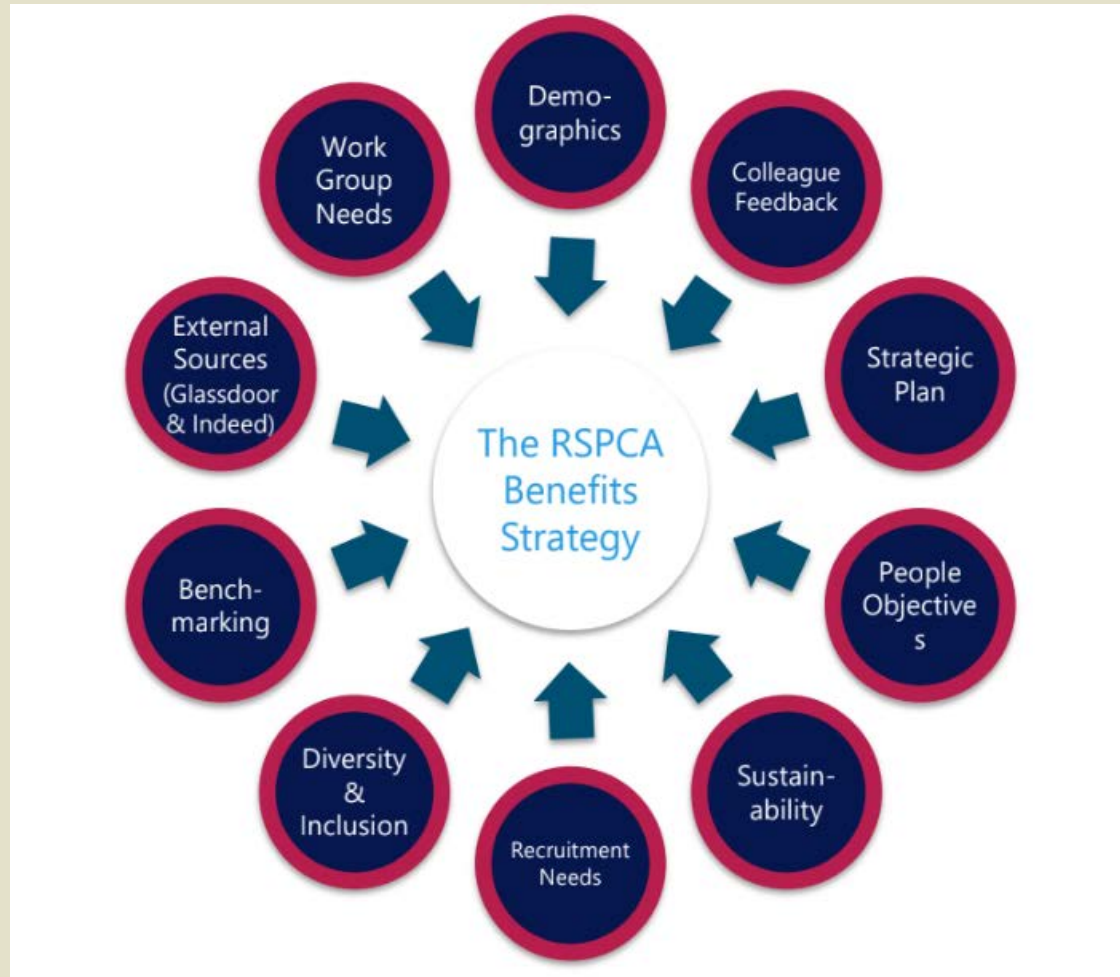 Demo-
graphics
Colleague
Feedback
Strategic
Plan
People
Objective
s
Sustain-
ability
Recruitment
Needs
Diversity
&
Inclusion
Bench-
marking
External
Sources
(Glassdoor
& Indeed)
Work
Group
Needs
The RSPCA
Benefits
Strategy